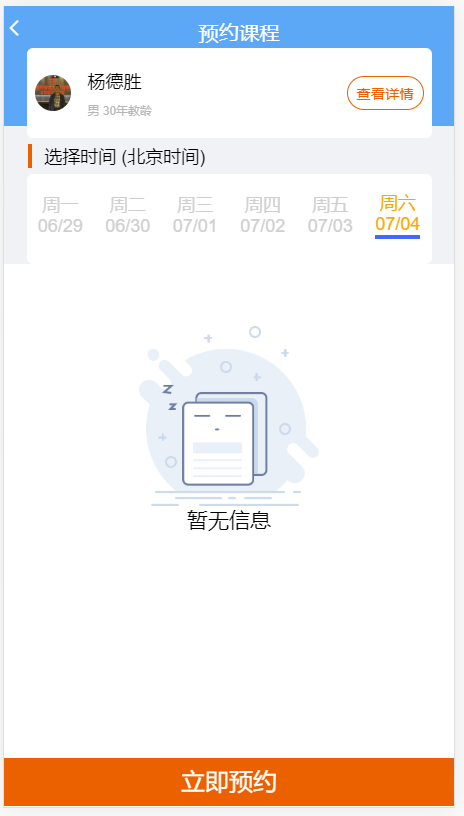 预约课程
杨德胜
男 30年教龄
查看详情
选择时间 (北京时间)
周一 周二 周三 周四 周五 周六
06/29 06/30 07/01 07/02 07/03 07/04
z
z
暂无信息
立即预约